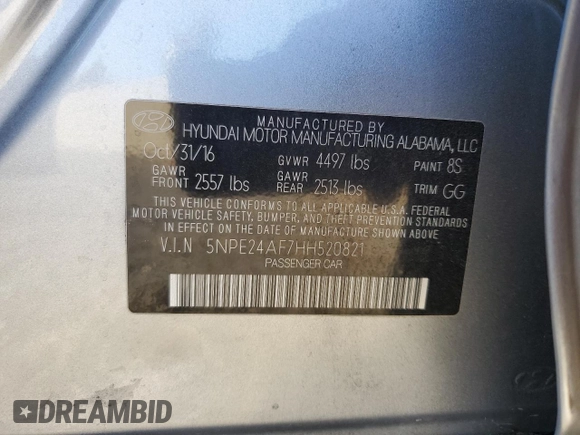 MANUFACTURED BY
HYUNDAI MOTOR MANUFACTURING ALABAMA, LLC
Oct/31/16 GVWR 4497 lbs PAINT 8S
GAWR FRONT 2557 lbs GAWR REAR 2513 lbs TRIM GG
THIS VEHICLE CONFORMS TO ALL APPLICABLE U.S.A. FEDERAL
MOTOR VEHICLE SAFETY, BUMPER, AND THEFT PREVENTION STANDARDS
IN EFFECT ON THE DATE OF MANUFACTURE SHOWN ABOVE
V.I.N 5NPE24AF7HH520821
PASSENGER CAR
DREAMBID